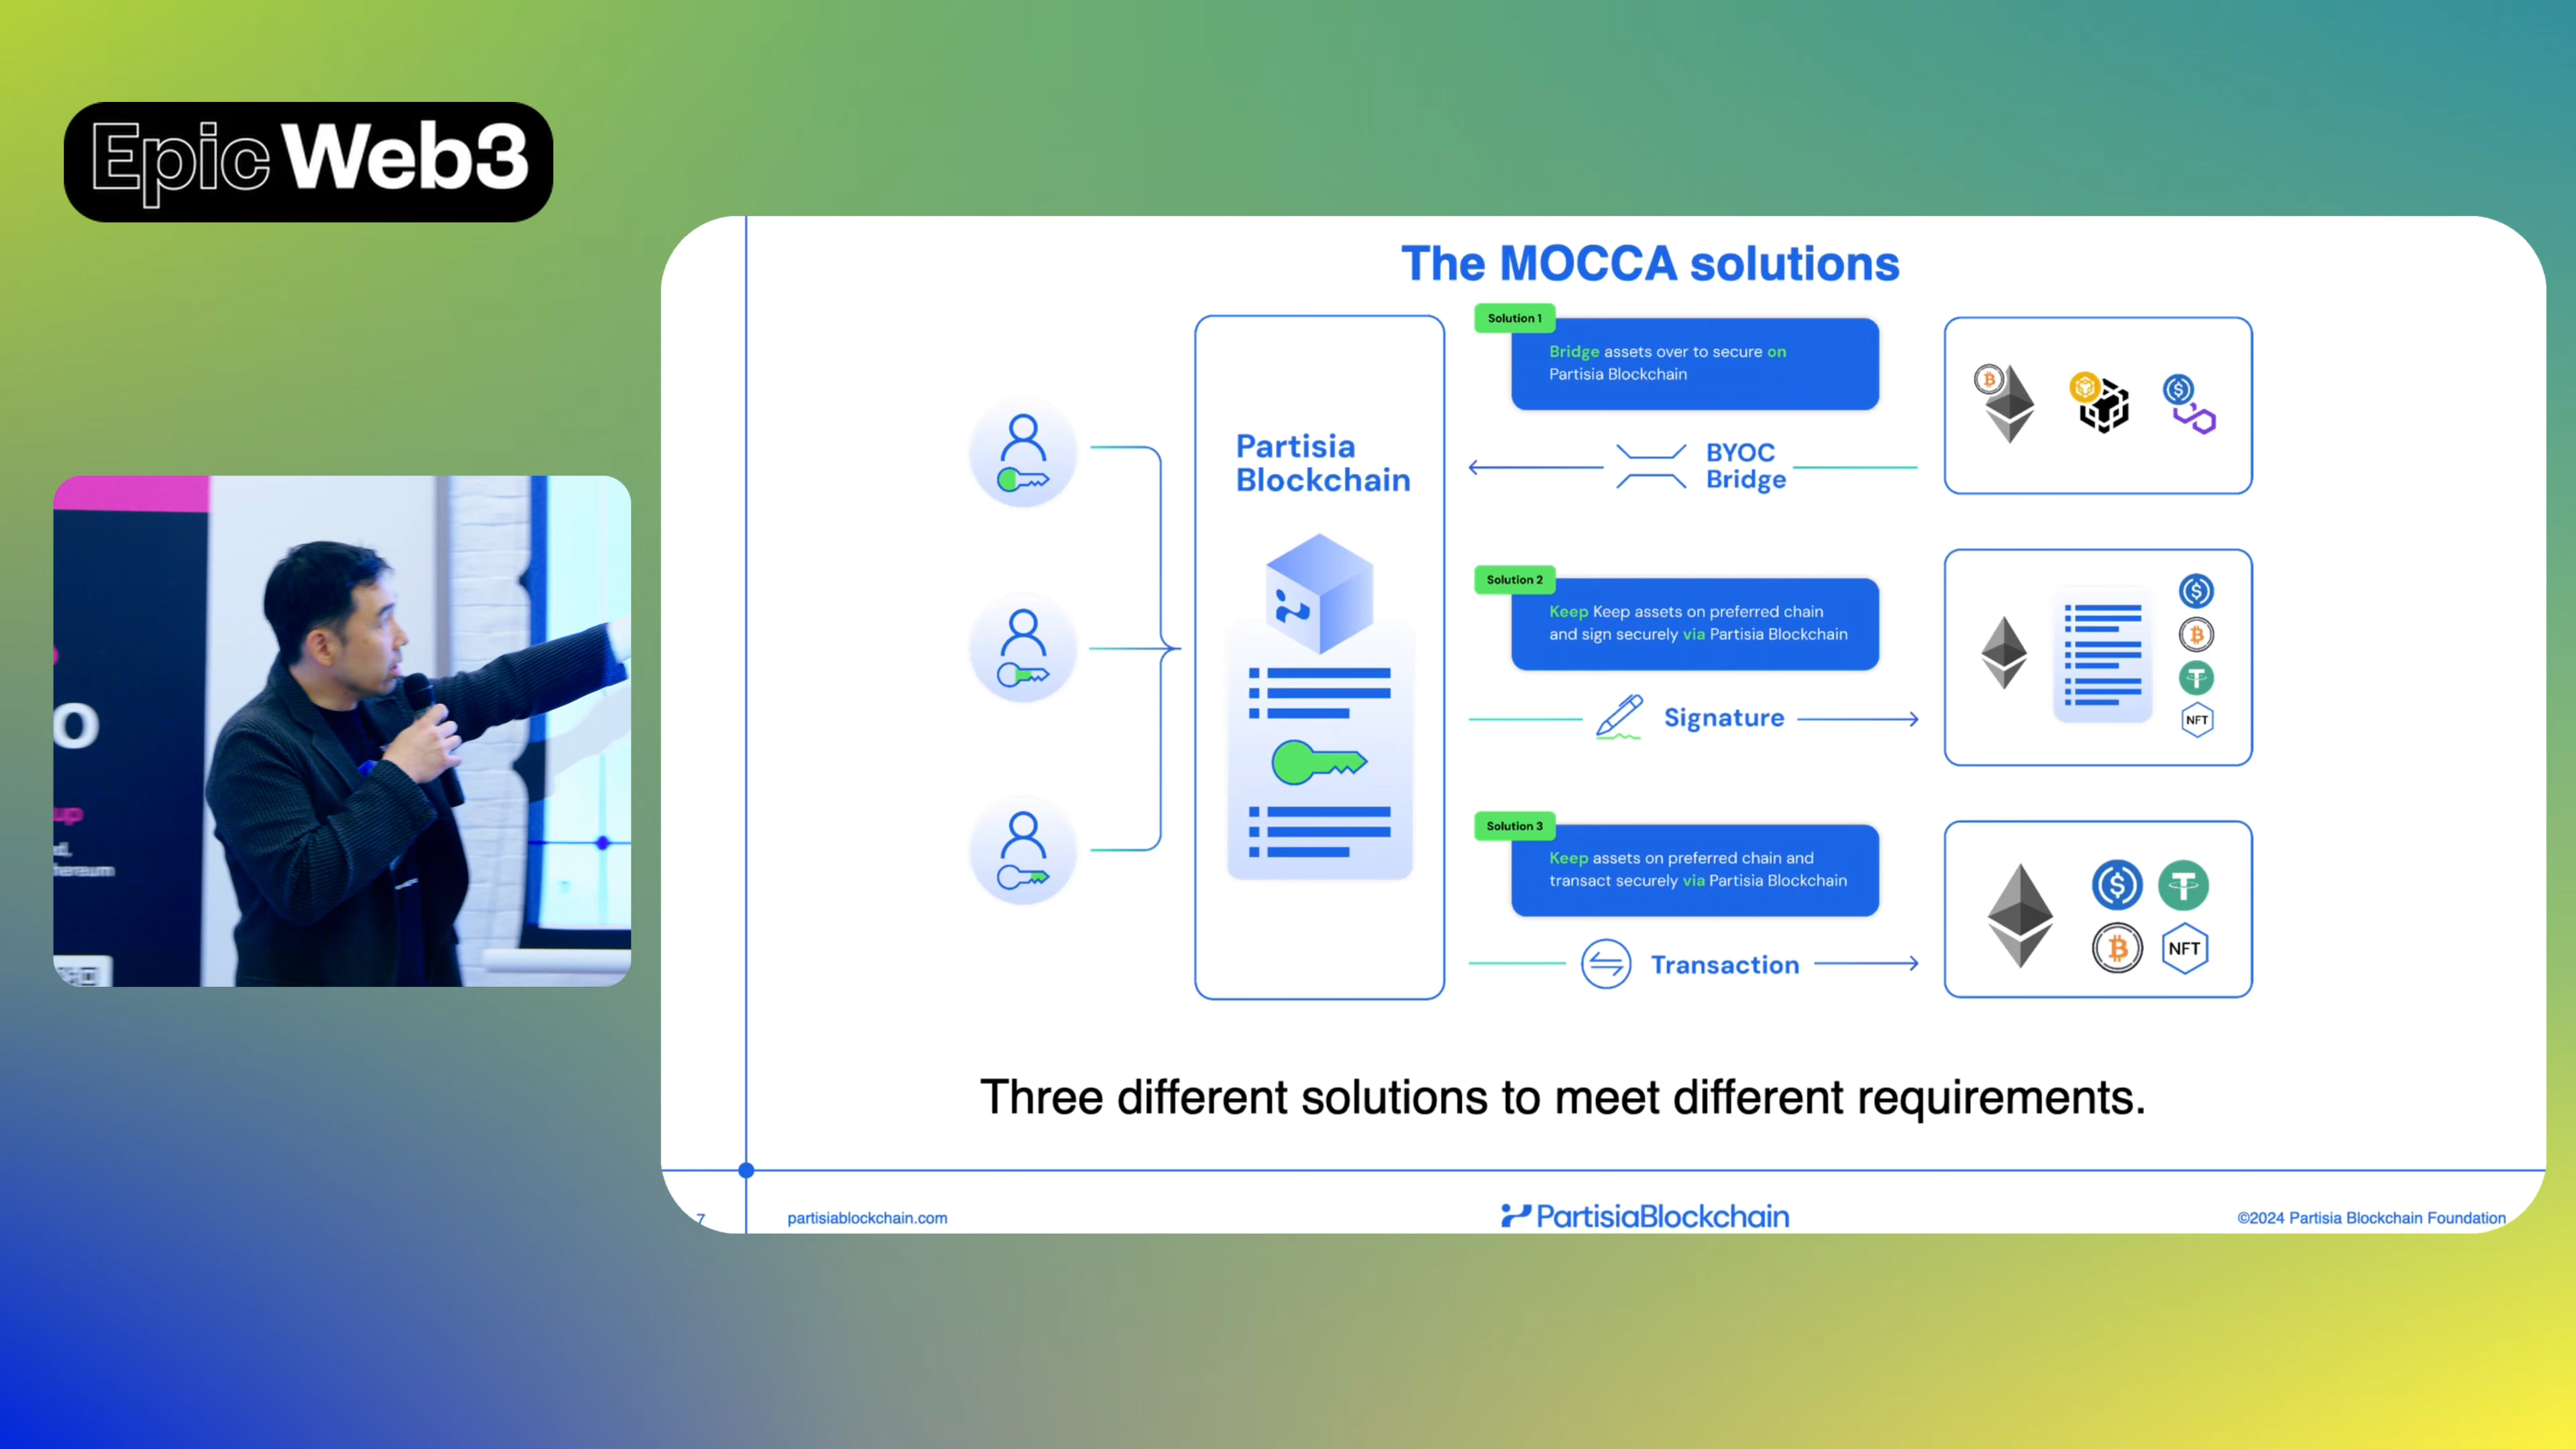 Epic Web3
The MOCCA solutions
Solution 1
Bridge assets over to secure on
Partisia Blockchain
Partisia
Blockchain
BYOC
Bridge
Solution 2
Keep Keep assets on preferred chain
and sign securely via Partisia Blockchain
Signature
NFT
Solution 3
Keep assets on preferred chain and
transact securely via Partisia Blockchain
Transaction
NFT
Three different solutions to meet different requirements.
7
partisiablockchain.com
PartisiaBlockchain
©2024 Partisia Blockchain Foundation
o
up
ereum